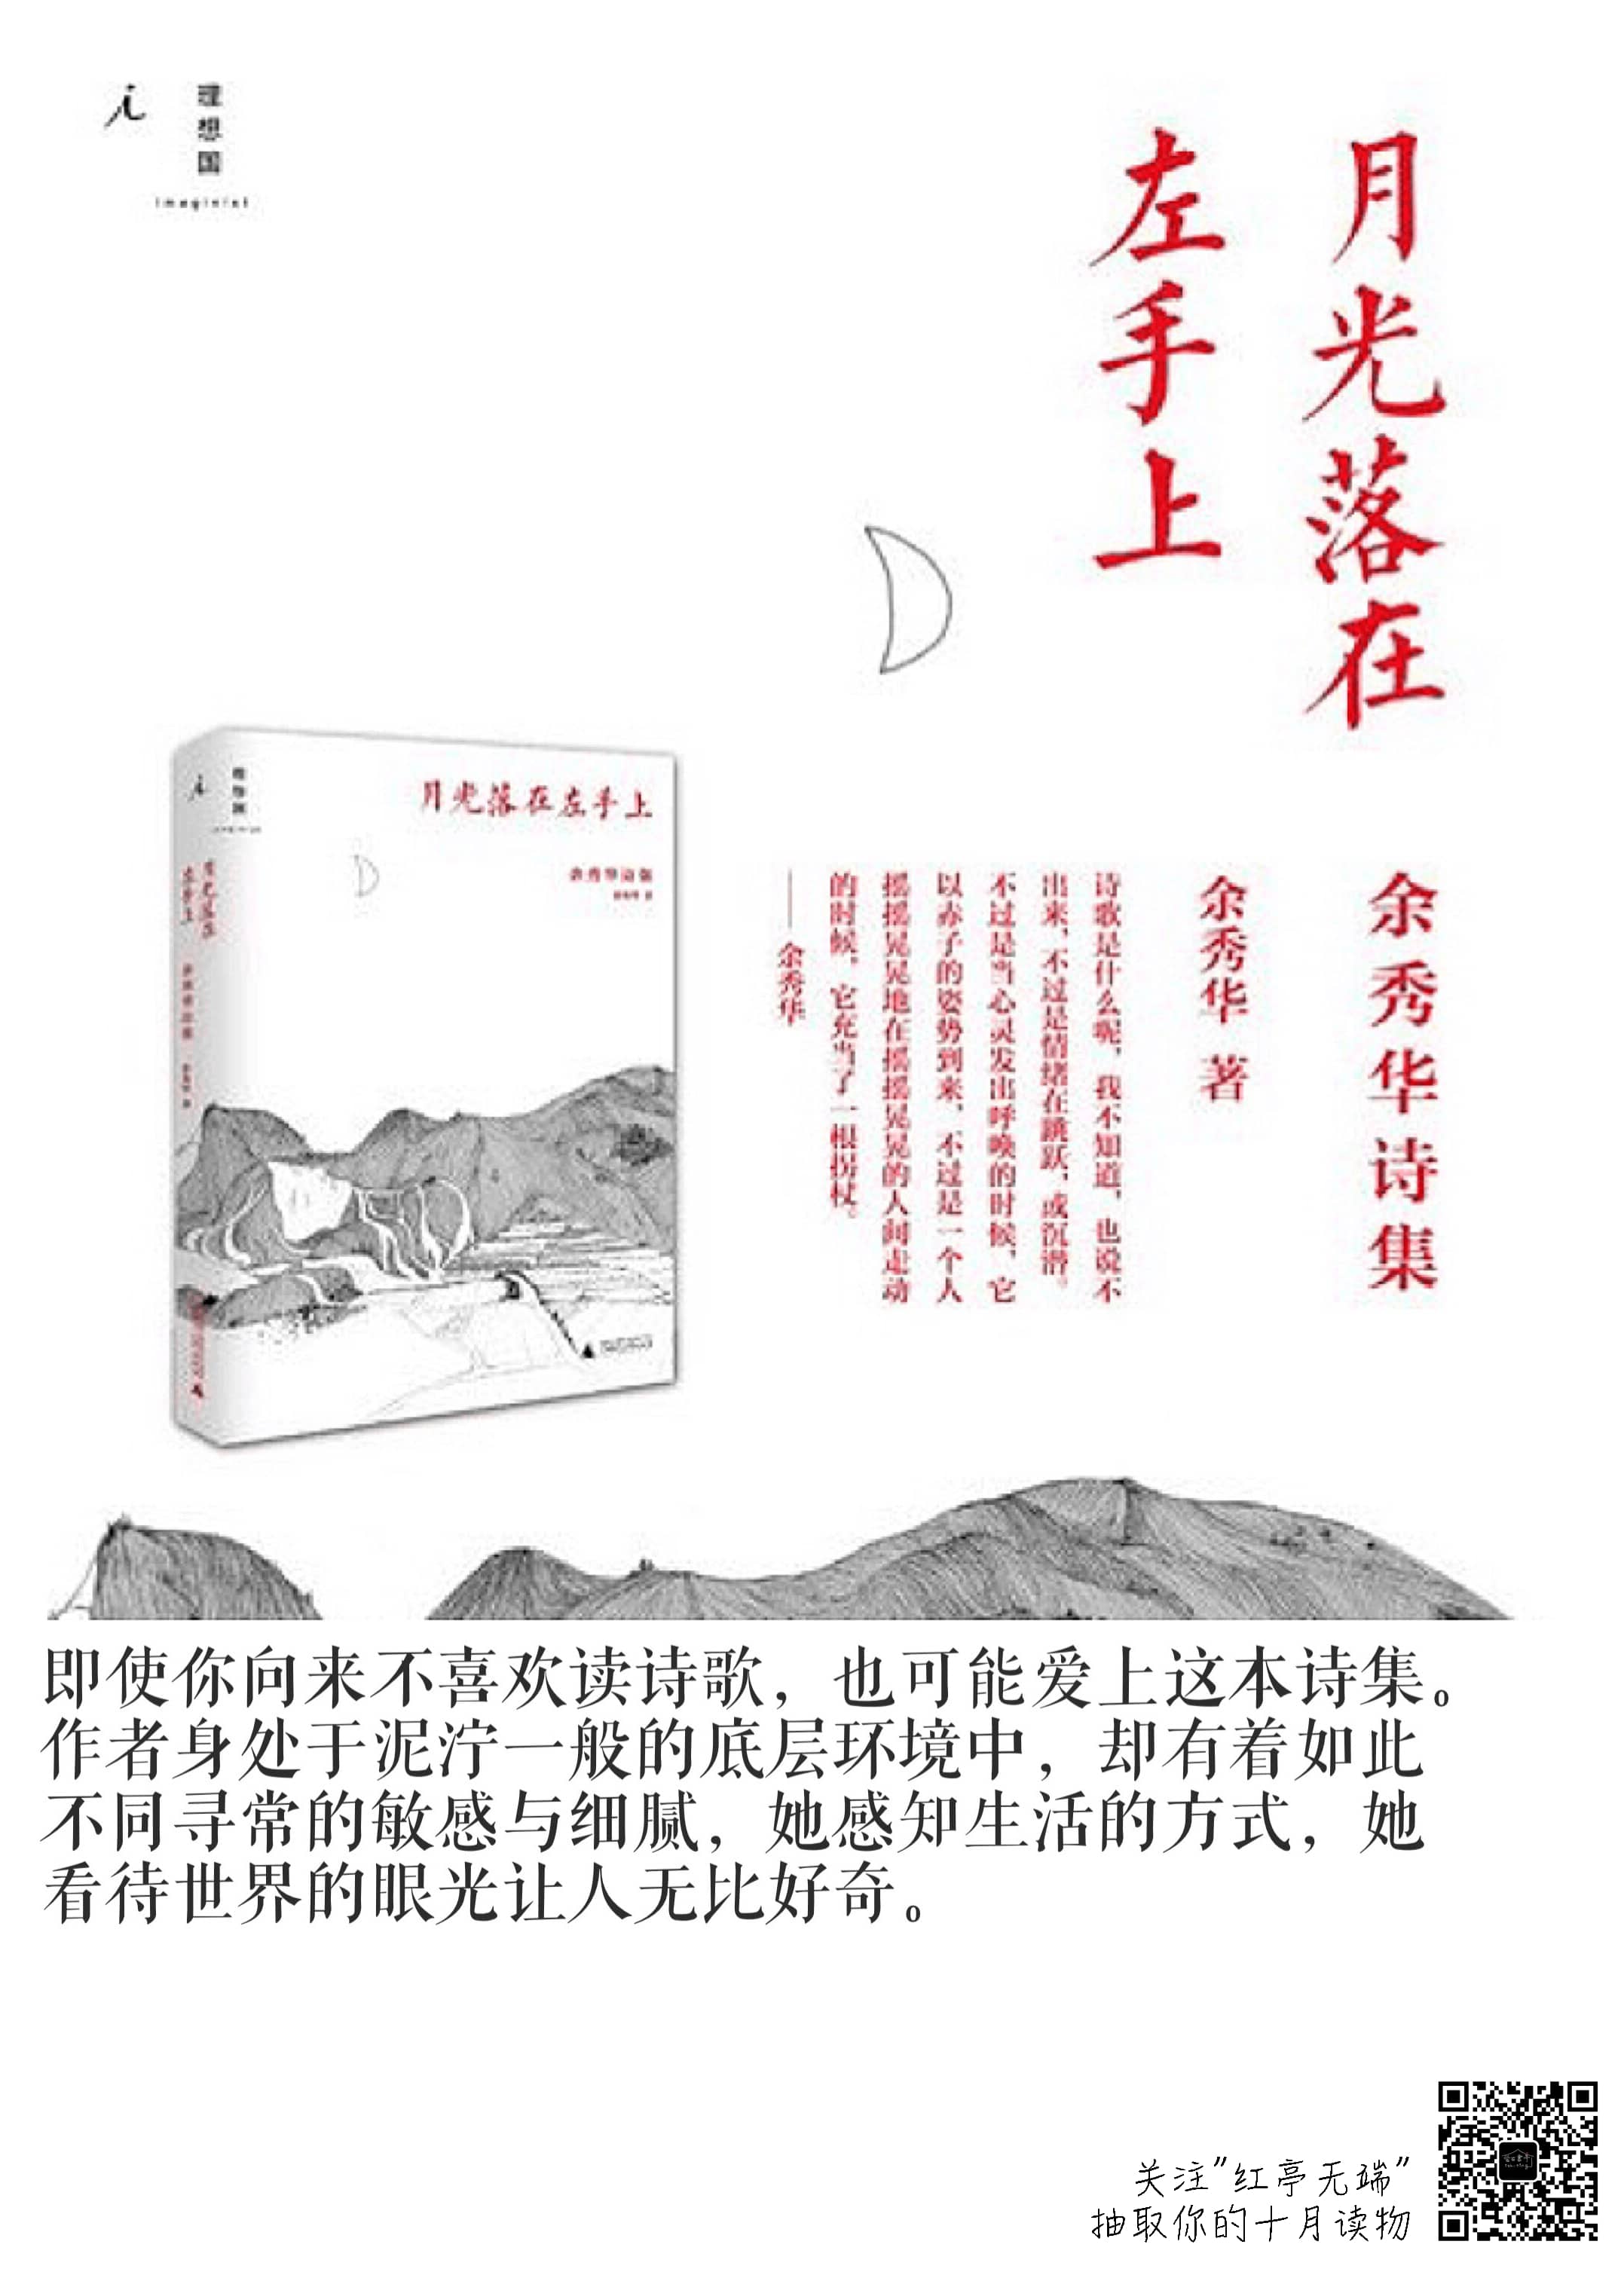 理想国
imaginist
月光落在
左手上
余秀华诗集
余秀华 著
诗歌是什么呢，我不知道，也说不
出来，不过是情绪在跳跃，或沉潜。
不过是当心灵发出呼唤的时候，它
以赤子的姿势到来，不过是一个人
摇摇晃晃地在摇摇晃晃的人间走动
的时候，它充当了一根拐杖。
——余秀华
月光落在左手上
余秀华诗集
即使你向来不喜欢读诗歌，也可能爱上这本诗集。
作者身处于泥泞一般的底层环境中，却有着如此
不同寻常的敏感与细腻，她感知生活的方式，她
看待世界的眼光让人无比好奇。
关注"红亭无端"
抽取你的十月读物